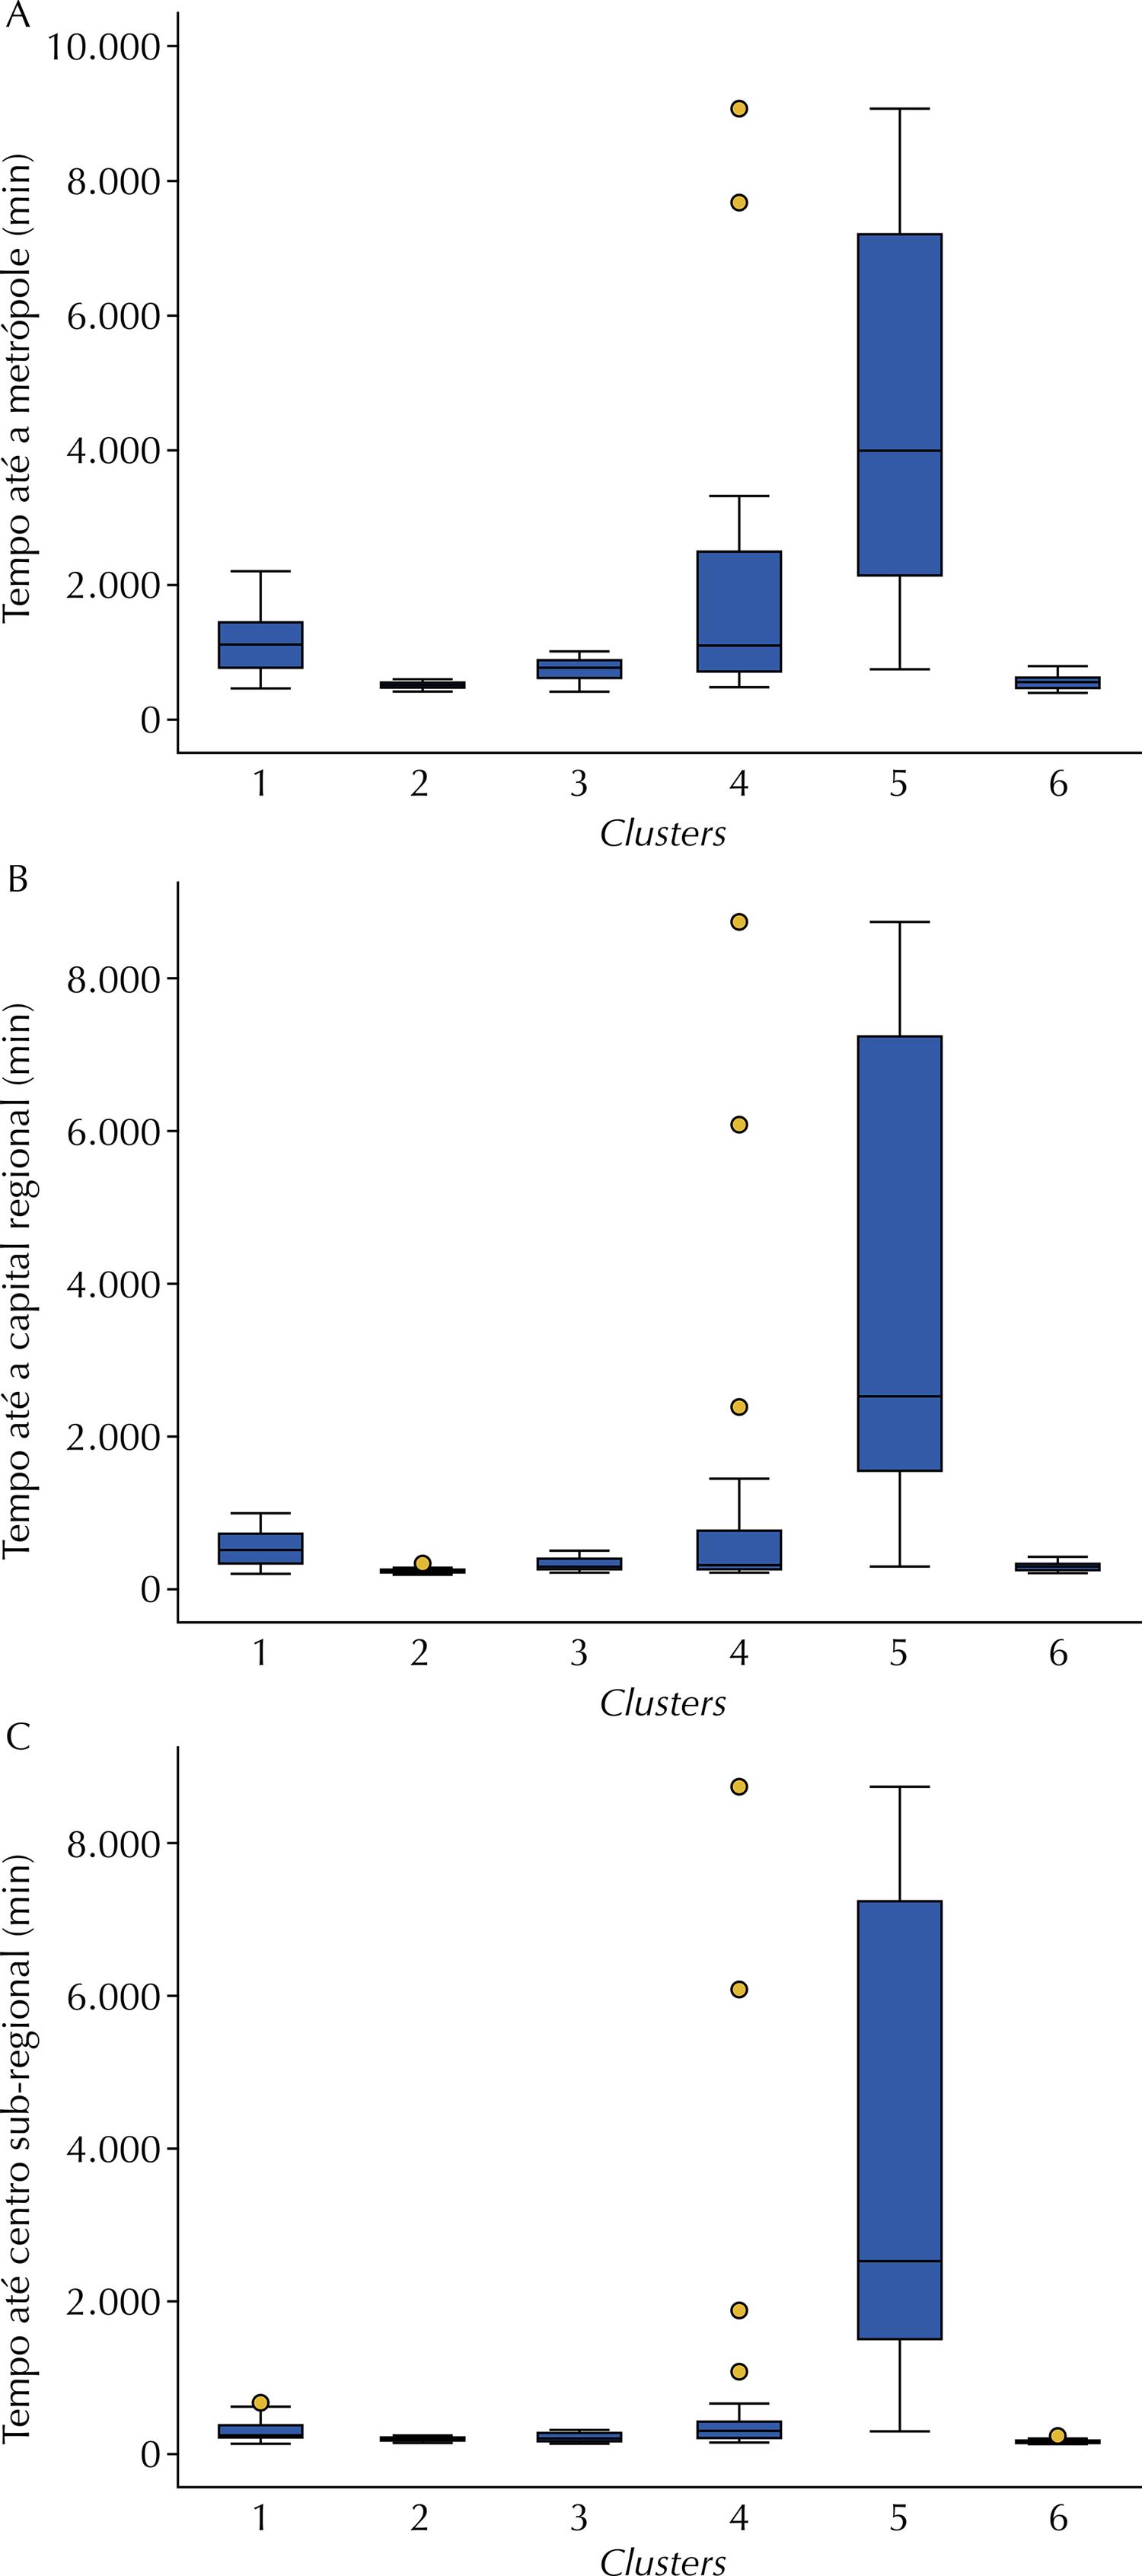 A
Tempo até a metrópole (min)
10.000
8.000
6.000
4.000
2.000
0
1 2 3 4 5 6
Clusters
B
Tempo até a capital regional (min)
8.000
6.000
4.000
2.000
0
1 2 3 4 5 6
Clusters
C
Tempo até centro sub-regional (min)
8.000
6.000
4.000
2.000
0
1 2 3 4 5 6
Clusters